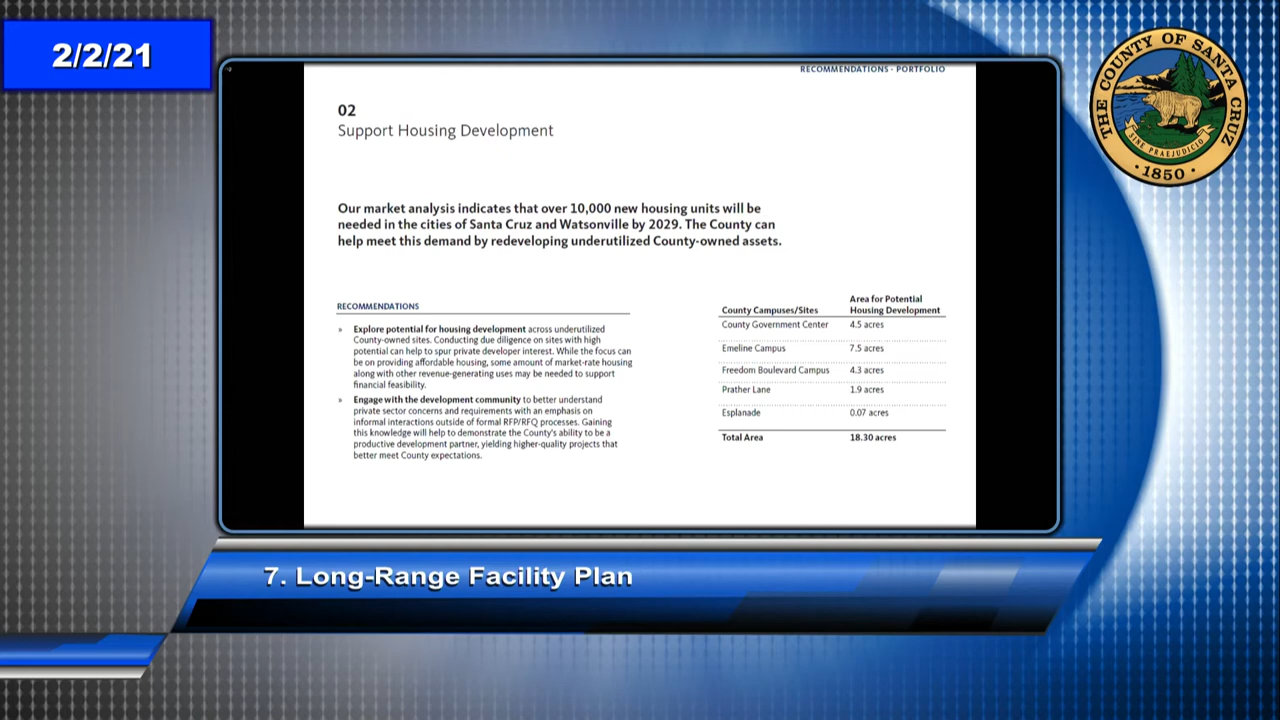 2/2/21
RECOMMENDATIONS - PORTFOLIO
THE COUNTY OF SANTA CRUZ
SINE PRAEJUDICIO
• 1850 •
02
Support Housing Development
Our market analysis indicates that over 10,000 new housing units will be
needed in the cities of Santa Cruz and Watsonville by 2029. The County can
help meet this demand by redeveloping underutilized County-owned assets.
RECOMMENDATIONS
» Explore potential for housing development across underutilized
County-owned sites. Conducting due diligence on sites with high
potential can help to spur private developer interest. While the focus can
be on providing affordable housing, some amount of market-rate housing
along with other revenue-generating uses may be needed to support
financial feasibility.
» Engage with the development community to better understand
private sector concerns and requirements with an emphasis on
informal interactions outside of formal RFP/RFQ processes. Gaining
this knowledge will help to demonstrate the County's ability to be a
productive development partner, yielding higher-quality projects that
better meet County expectations.
County Campuses/Sites Area for Potential Housing Development
County Government Center 4.5 acres
Emeline Campus 7.5 acres
Freedom Boulevard Campus 4.3 acres
Prather Lane 1.9 acres
Esplanade 0.07 acres
Total Area 18.30 acres
7. Long-Range Facility Plan